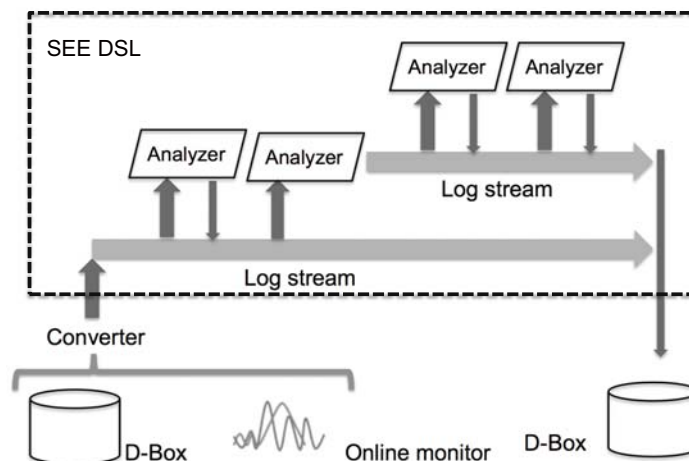 SEE DSL
Analyzer
Analyzer
Analyzer
Analyzer
Log stream
Log stream
Converter
D-Box
Online monitor
D-Box